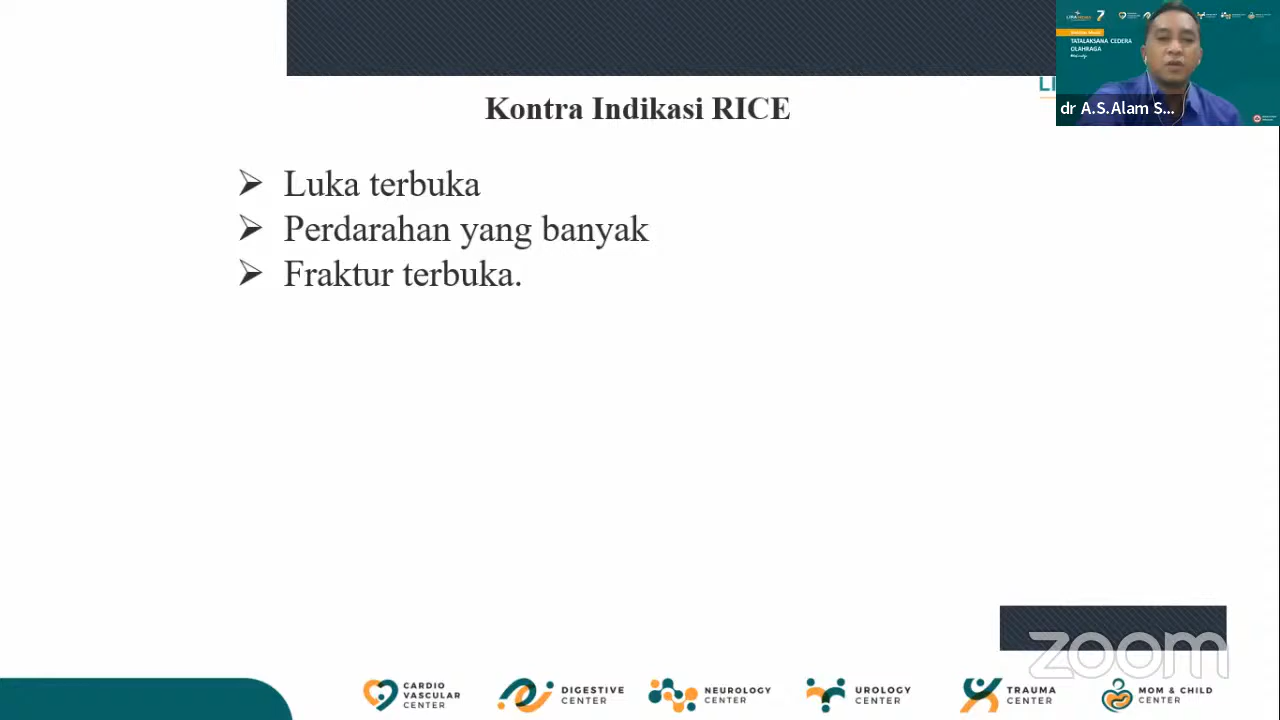 Kontra Indikasi RICE
Luka terbuka
Perdarahan yang banyak
Fraktur terbuka.
TATALAKSANA CEDERA
OLAHRAGA
dr A.S.Alam S...
LI
zoom
CARDIO
VASCULAR
CENTER
DIGESTIVE
CENTER
NEUROLOGY
CENTER
UROLOGY
CENTER
TRAUMA
CENTER
MOM & CHILD
CENTER